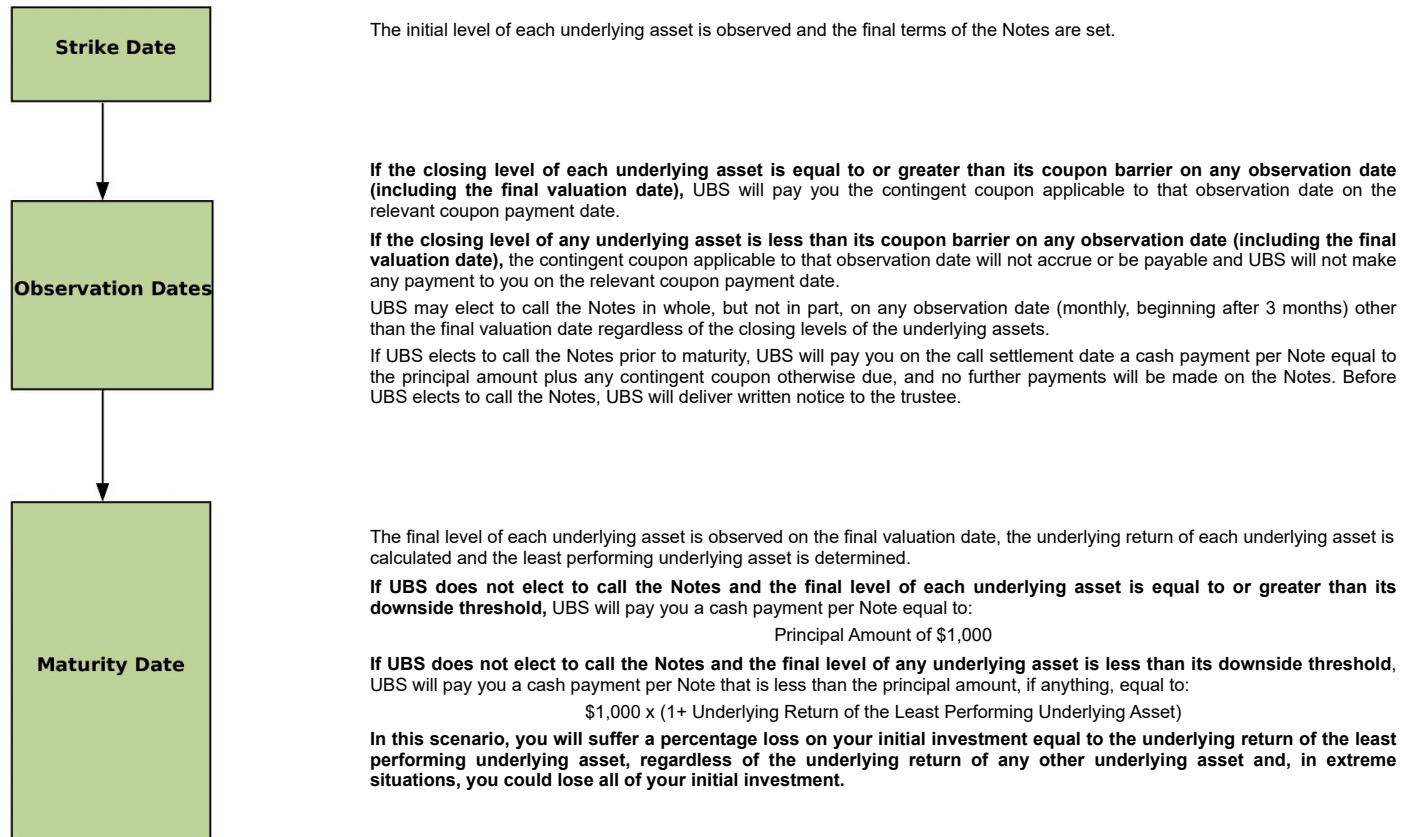 Strike Date
The initial level of each underlying asset is observed and the final terms of the Notes are set.
If the closing level of each underlying asset is equal to or greater than its coupon barrier on any observation date
(including the final valuation date), UBS will pay you the contingent coupon applicable to that observation date on the
relevant coupon payment date.
If the closing level of any underlying asset is less than its coupon barrier on any observation date (including the final
valuation date), the contingent coupon applicable to that observation date will not accrue or be payable and UBS will not make
any payment to you on the relevant coupon payment date.
Observation Dates
UBS may elect to call the Notes in whole, but not in part, on any observation date (monthly, beginning after 3 months) other
than the final valuation date regardless of the closing levels of the underlying assets.
If UBS elects to call the Notes prior to maturity, UBS will pay you on the call settlement date a cash payment per Note equal to
the principal amount plus any contingent coupon otherwise due, and no further payments will be made on the Notes. Before
UBS elects to call the Notes, UBS will deliver written notice to the trustee.
The final level of each underlying asset is observed on the final valuation date, the underlying return of each underlying asset is
calculated and the least performing underlying asset is determined.
If UBS does not elect to call the Notes and the final level of each underlying asset is equal to or greater than its
downside threshold, UBS will pay you a cash payment per Note equal to:
Principal Amount of $1,000
Maturity Date
If UBS does not elect to call the Notes and the final level of any underlying asset is less than its downside threshold,
UBS will pay you a cash payment per Note that is less than the principal amount, if anything, equal to:
$1,000 x (1+ Underlying Return of the Least Performing Underlying Asset)
In this scenario, you will suffer a percentage loss on your initial investment equal to the underlying return of the least
performing underlying asset, regardless of the underlying return of any other underlying asset and, in extreme
situations, you could lose all of your initial investment.